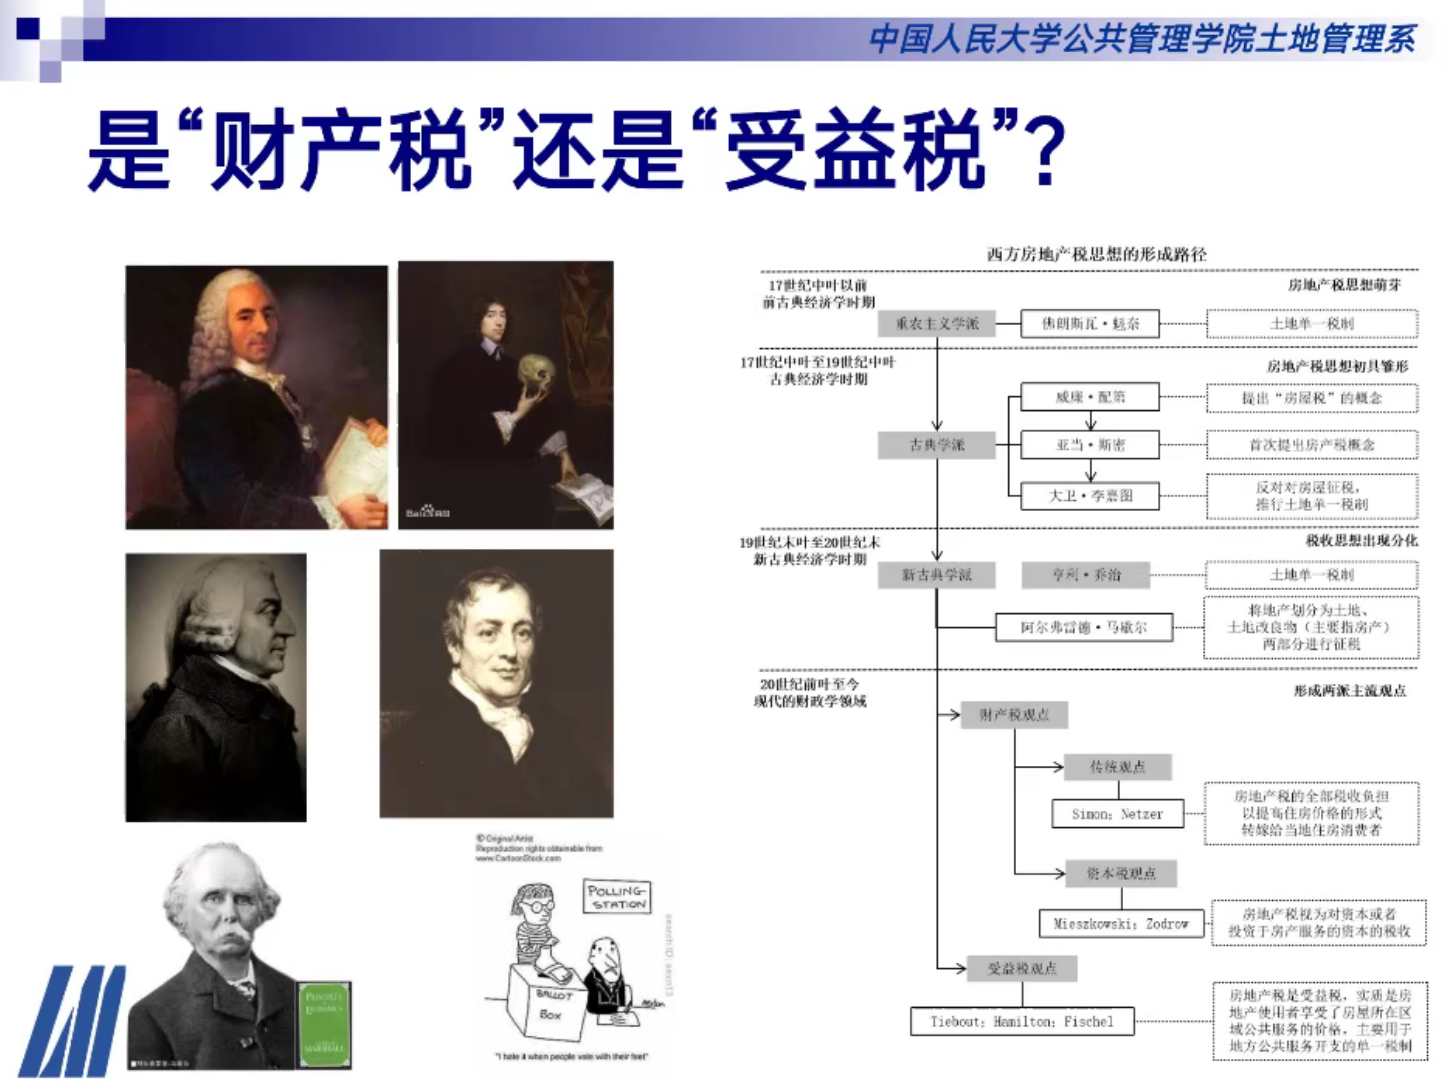 中国人民大学公共管理学院土地管理系
是“财产税”还是“受益税”？
Bai 百科
PRINCIPLES
ECONOMICS
MARSHALL
© Original Artist
Reproduction rights obtainable from
www.CartoonStock.com
POLLING
STATION
BALLOT
BOX
"I hate it when people vote with their feet"
西方房地产税思想的形成路径
17世纪中叶以前
前古典经济学时期
房地产税思想萌芽
重农主义学派
佛朗斯瓦·魁奈
土地单一税制
17世纪中叶至19世纪中叶
古典经济学时期
房地产税思想初具雏形
威廉·配第
提出“房屋税”的概念
古典学派
亚当·斯密
首次提出房产税概念
大卫·李嘉图
反对对房屋征税，
推行土地单一税制
19世纪末叶至20世纪末
新古典经济学时期
税收思想出现分化
新古典学派
亨利·乔治
土地单一税制
阿尔弗雷德·马歇尔
将地产划分为土地、
土地改良物（主要指房产）
两部分进行征税
20世纪前叶至今
现代的财政学领域
形成两派主流观点
财产税观点
传统观点
Simon；Netzer
房地产税的全部税收负担
以提高住房价格的形式
转嫁给当地住房消费者
资本税观点
Mieszkowski；Zodrow
房地产税视为对资本或者
投资于房产服务的资本的税收
受益税观点
Tiebout；Hamilton；Fischel
房地产税是受益税，实质是房
地产使用者享受了房屋所在区
域公共服务的价格，主要用于
地方公共服务开支的单一税制